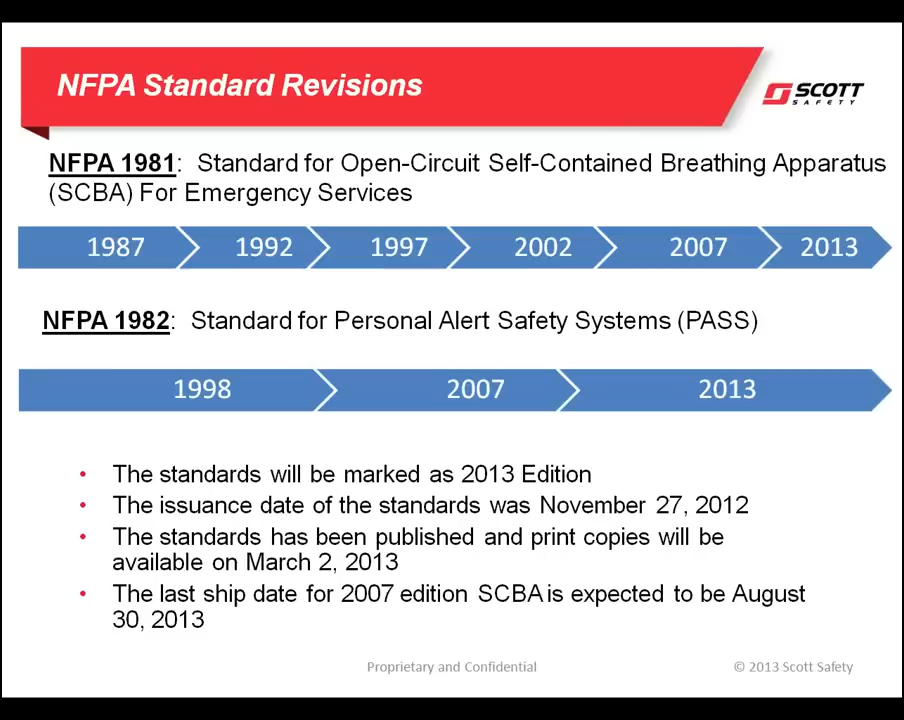 NFPA Standard Revisions
SCOTT
SAFETY
NFPA 1981: Standard for Open-Circuit Self-Contained Breathing Apparatus
(SCBA) For Emergency Services
1987 1992 1997 2002 2007 2013
NFPA 1982: Standard for Personal Alert Safety Systems (PASS)
1998 2007 2013
• The standards will be marked as 2013 Edition
• The issuance date of the standards was November 27, 2012
• The standards has been published and print copies will be
available on March 2, 2013
• The last ship date for 2007 edition SCBA is expected to be August
30, 2013
Proprietary and Confidential
© 2013 Scott Safety